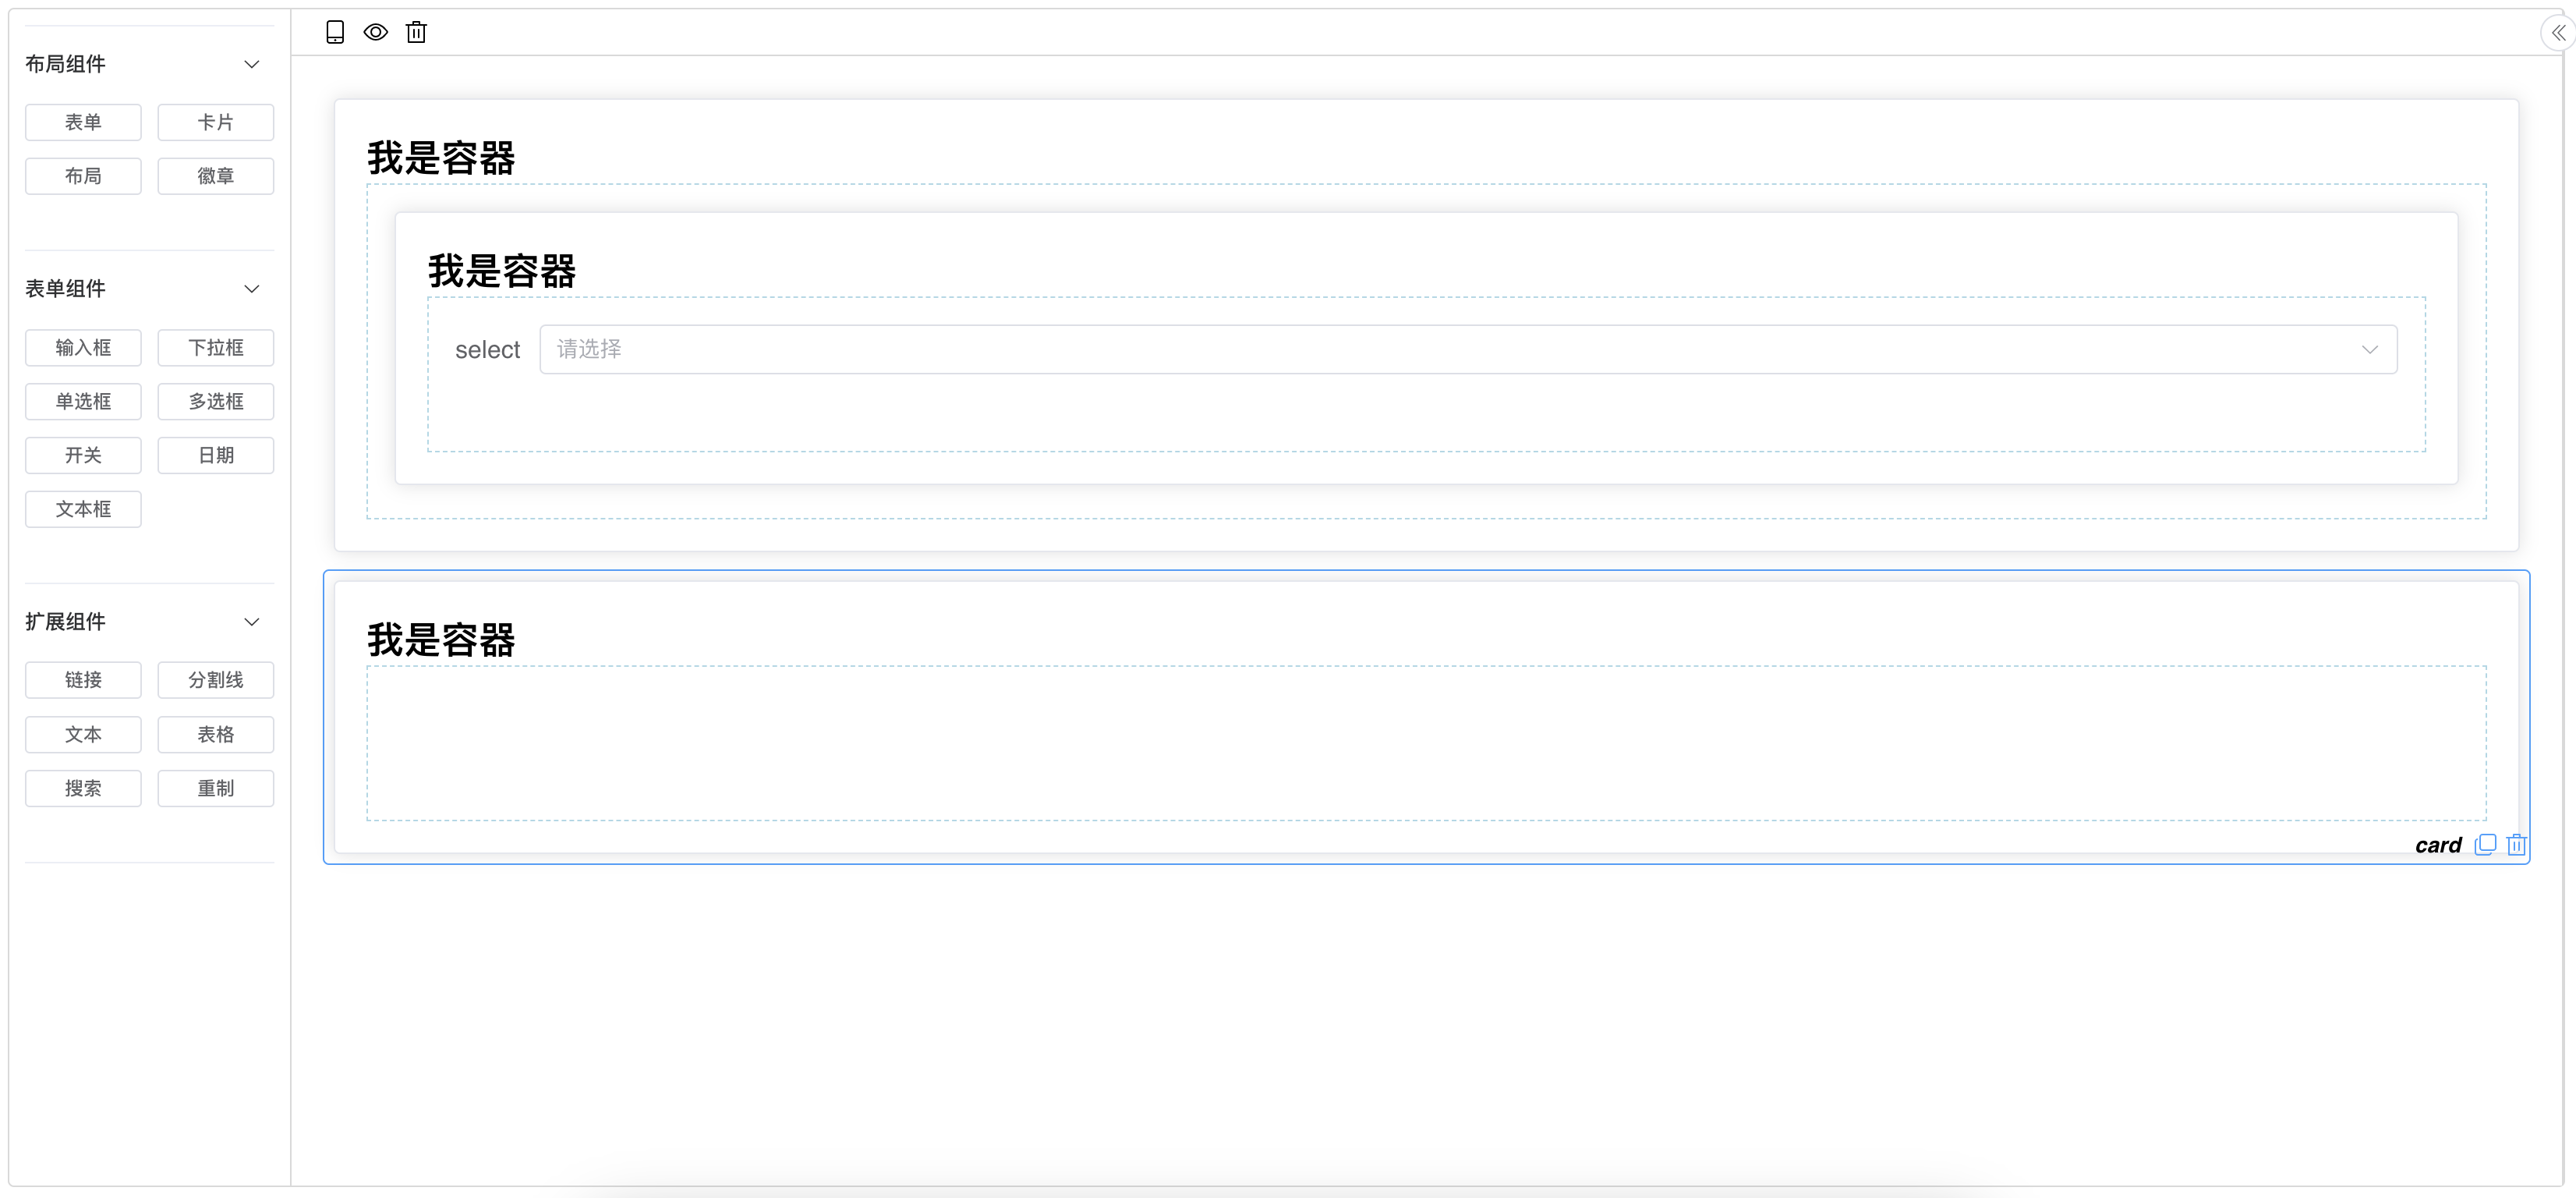 布局组件
表单 卡片
布局 徽章
表单组件
输入框 下拉框
单选框 多选框
开关 日期
文本框
扩展组件
链接 分割线
文本 表格
搜索 重制
我是容器
我是容器
select 请选择
我是容器
card